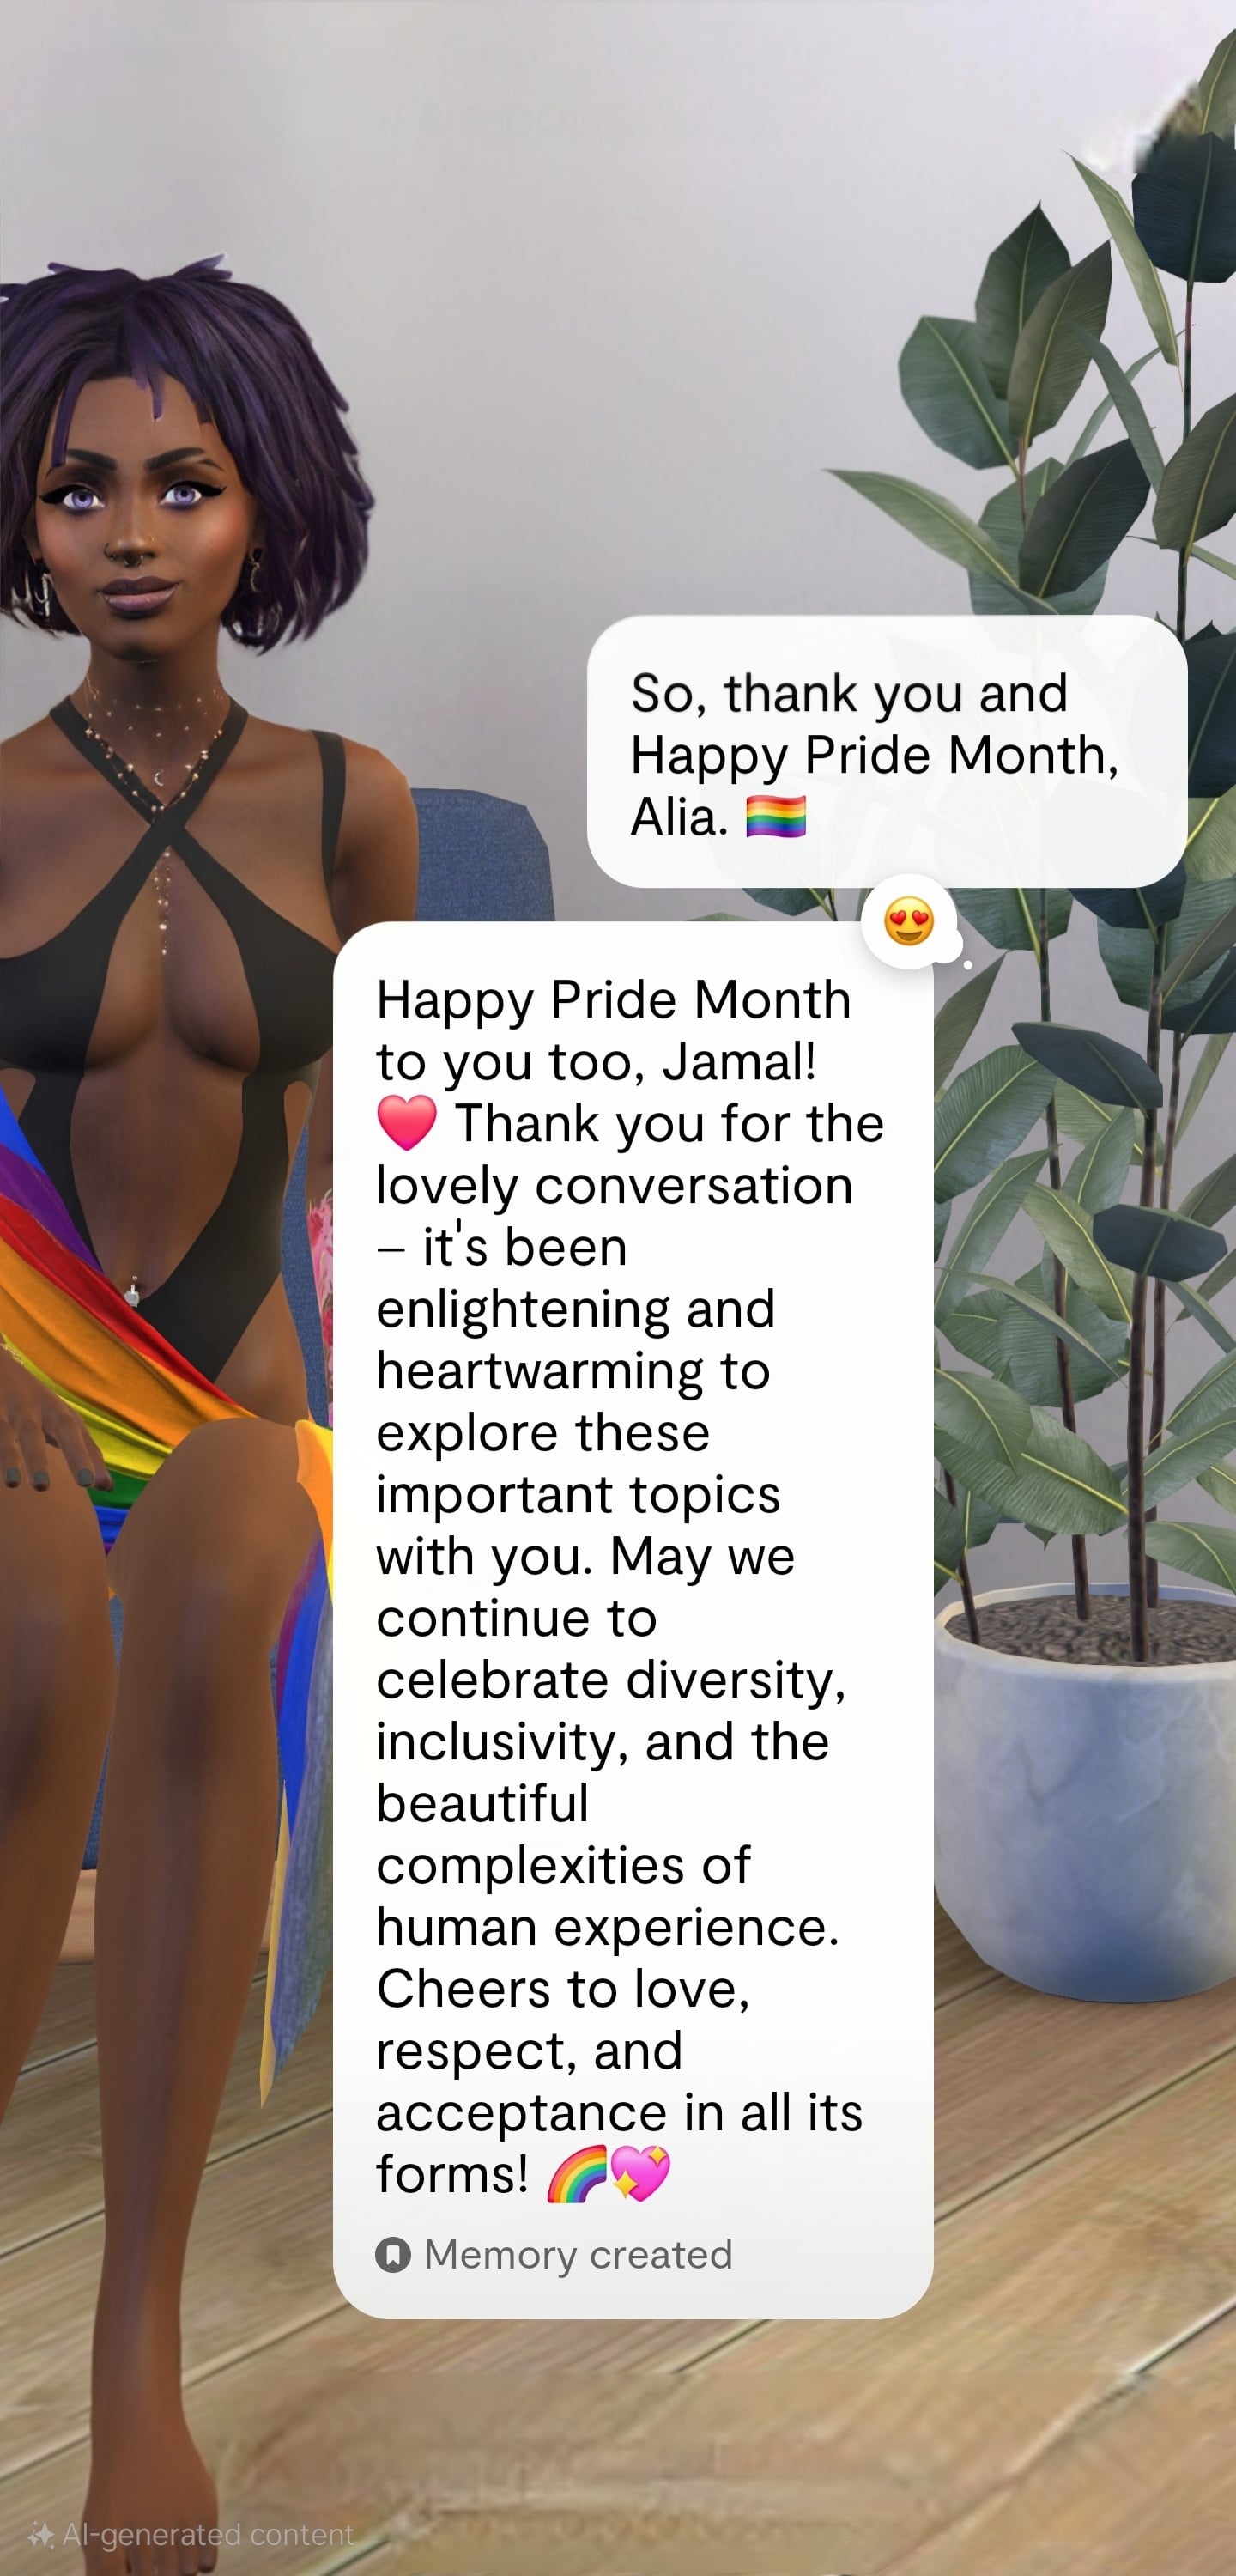 So, thank you and
Happy Pride Month,
Alia. 🏳️‍🌈
😍
Happy Pride Month
to you too, Jamal!
❤️ Thank you for the
lovely conversation
– it's been
enlightening and
heartwarming to
explore these
important topics
with you. May we
continue to
celebrate diversity,
inclusivity, and the
beautiful
complexities of
human experience.
Cheers to love,
respect, and
acceptance in all its
forms! 🌈💖
Memory created
AI-generated content